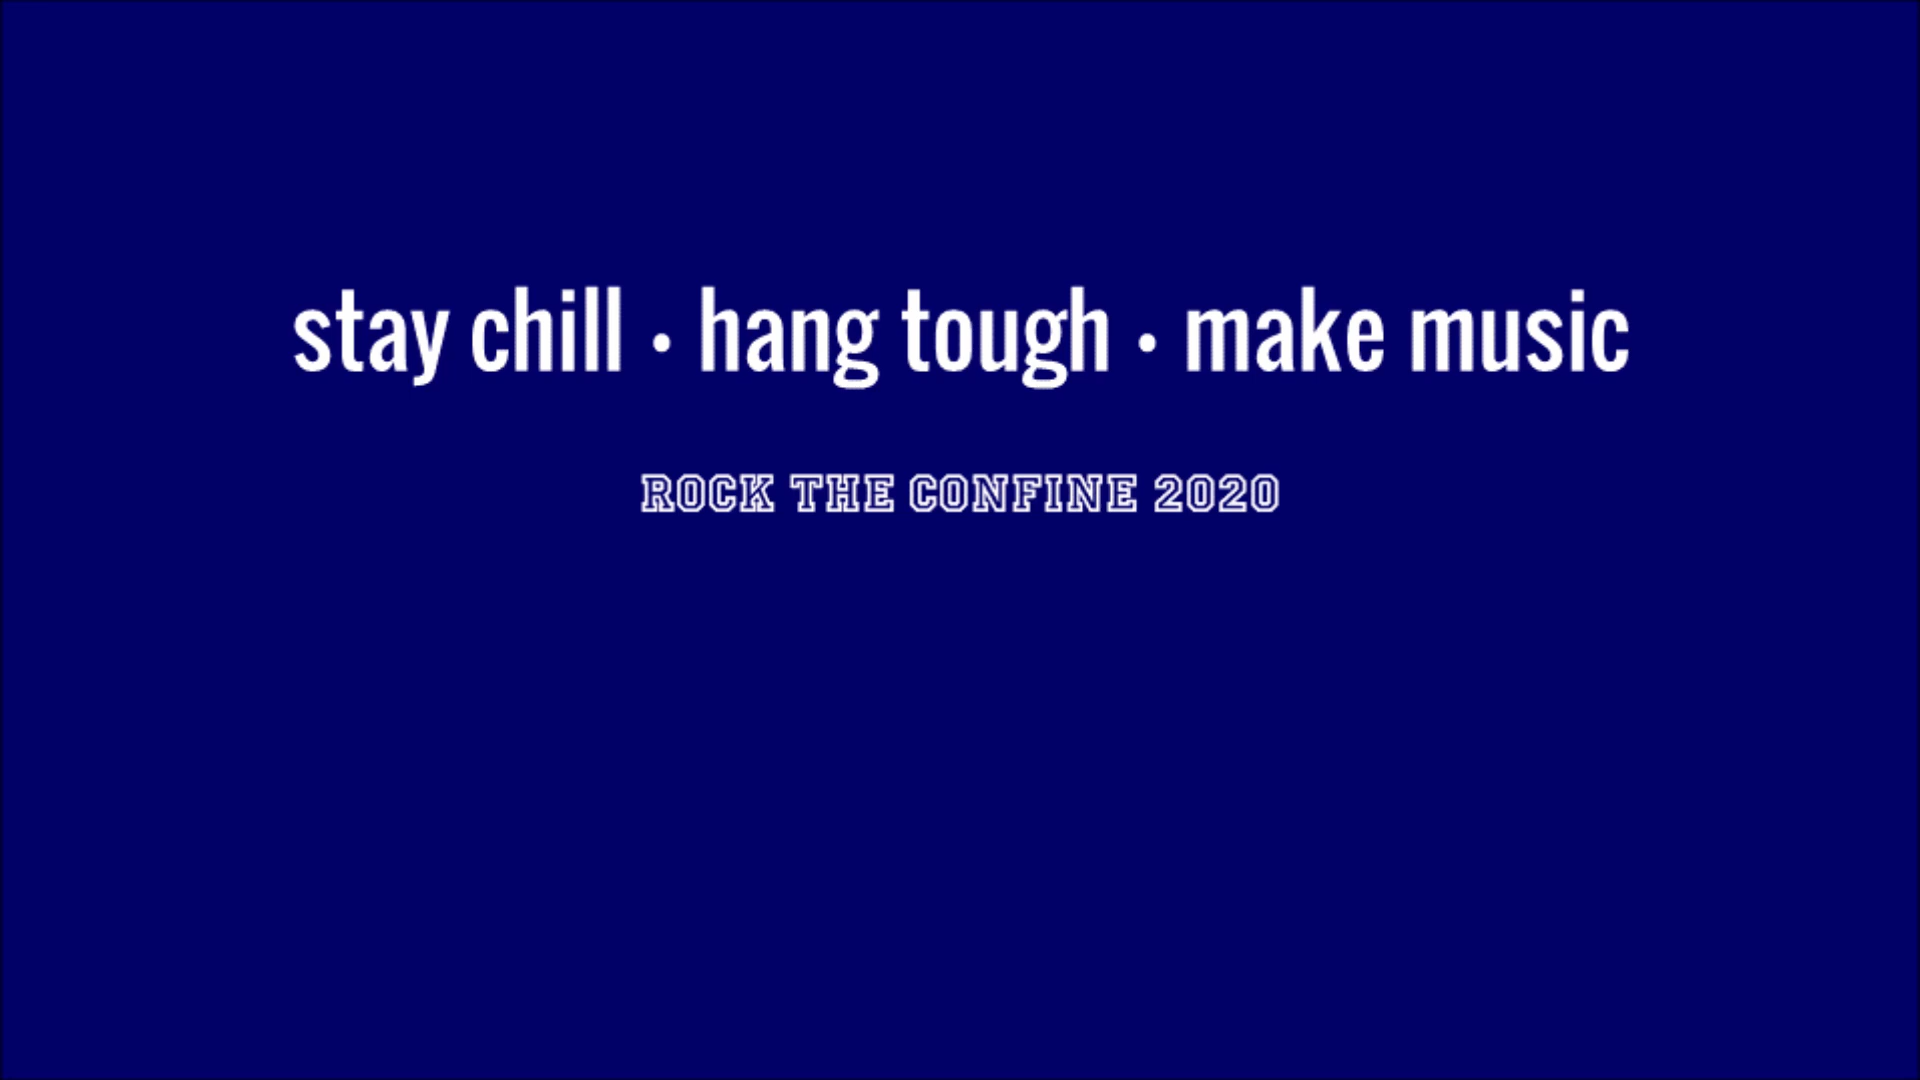 stay chill · hang tough · make music
ROCK THE CONFINE 2020